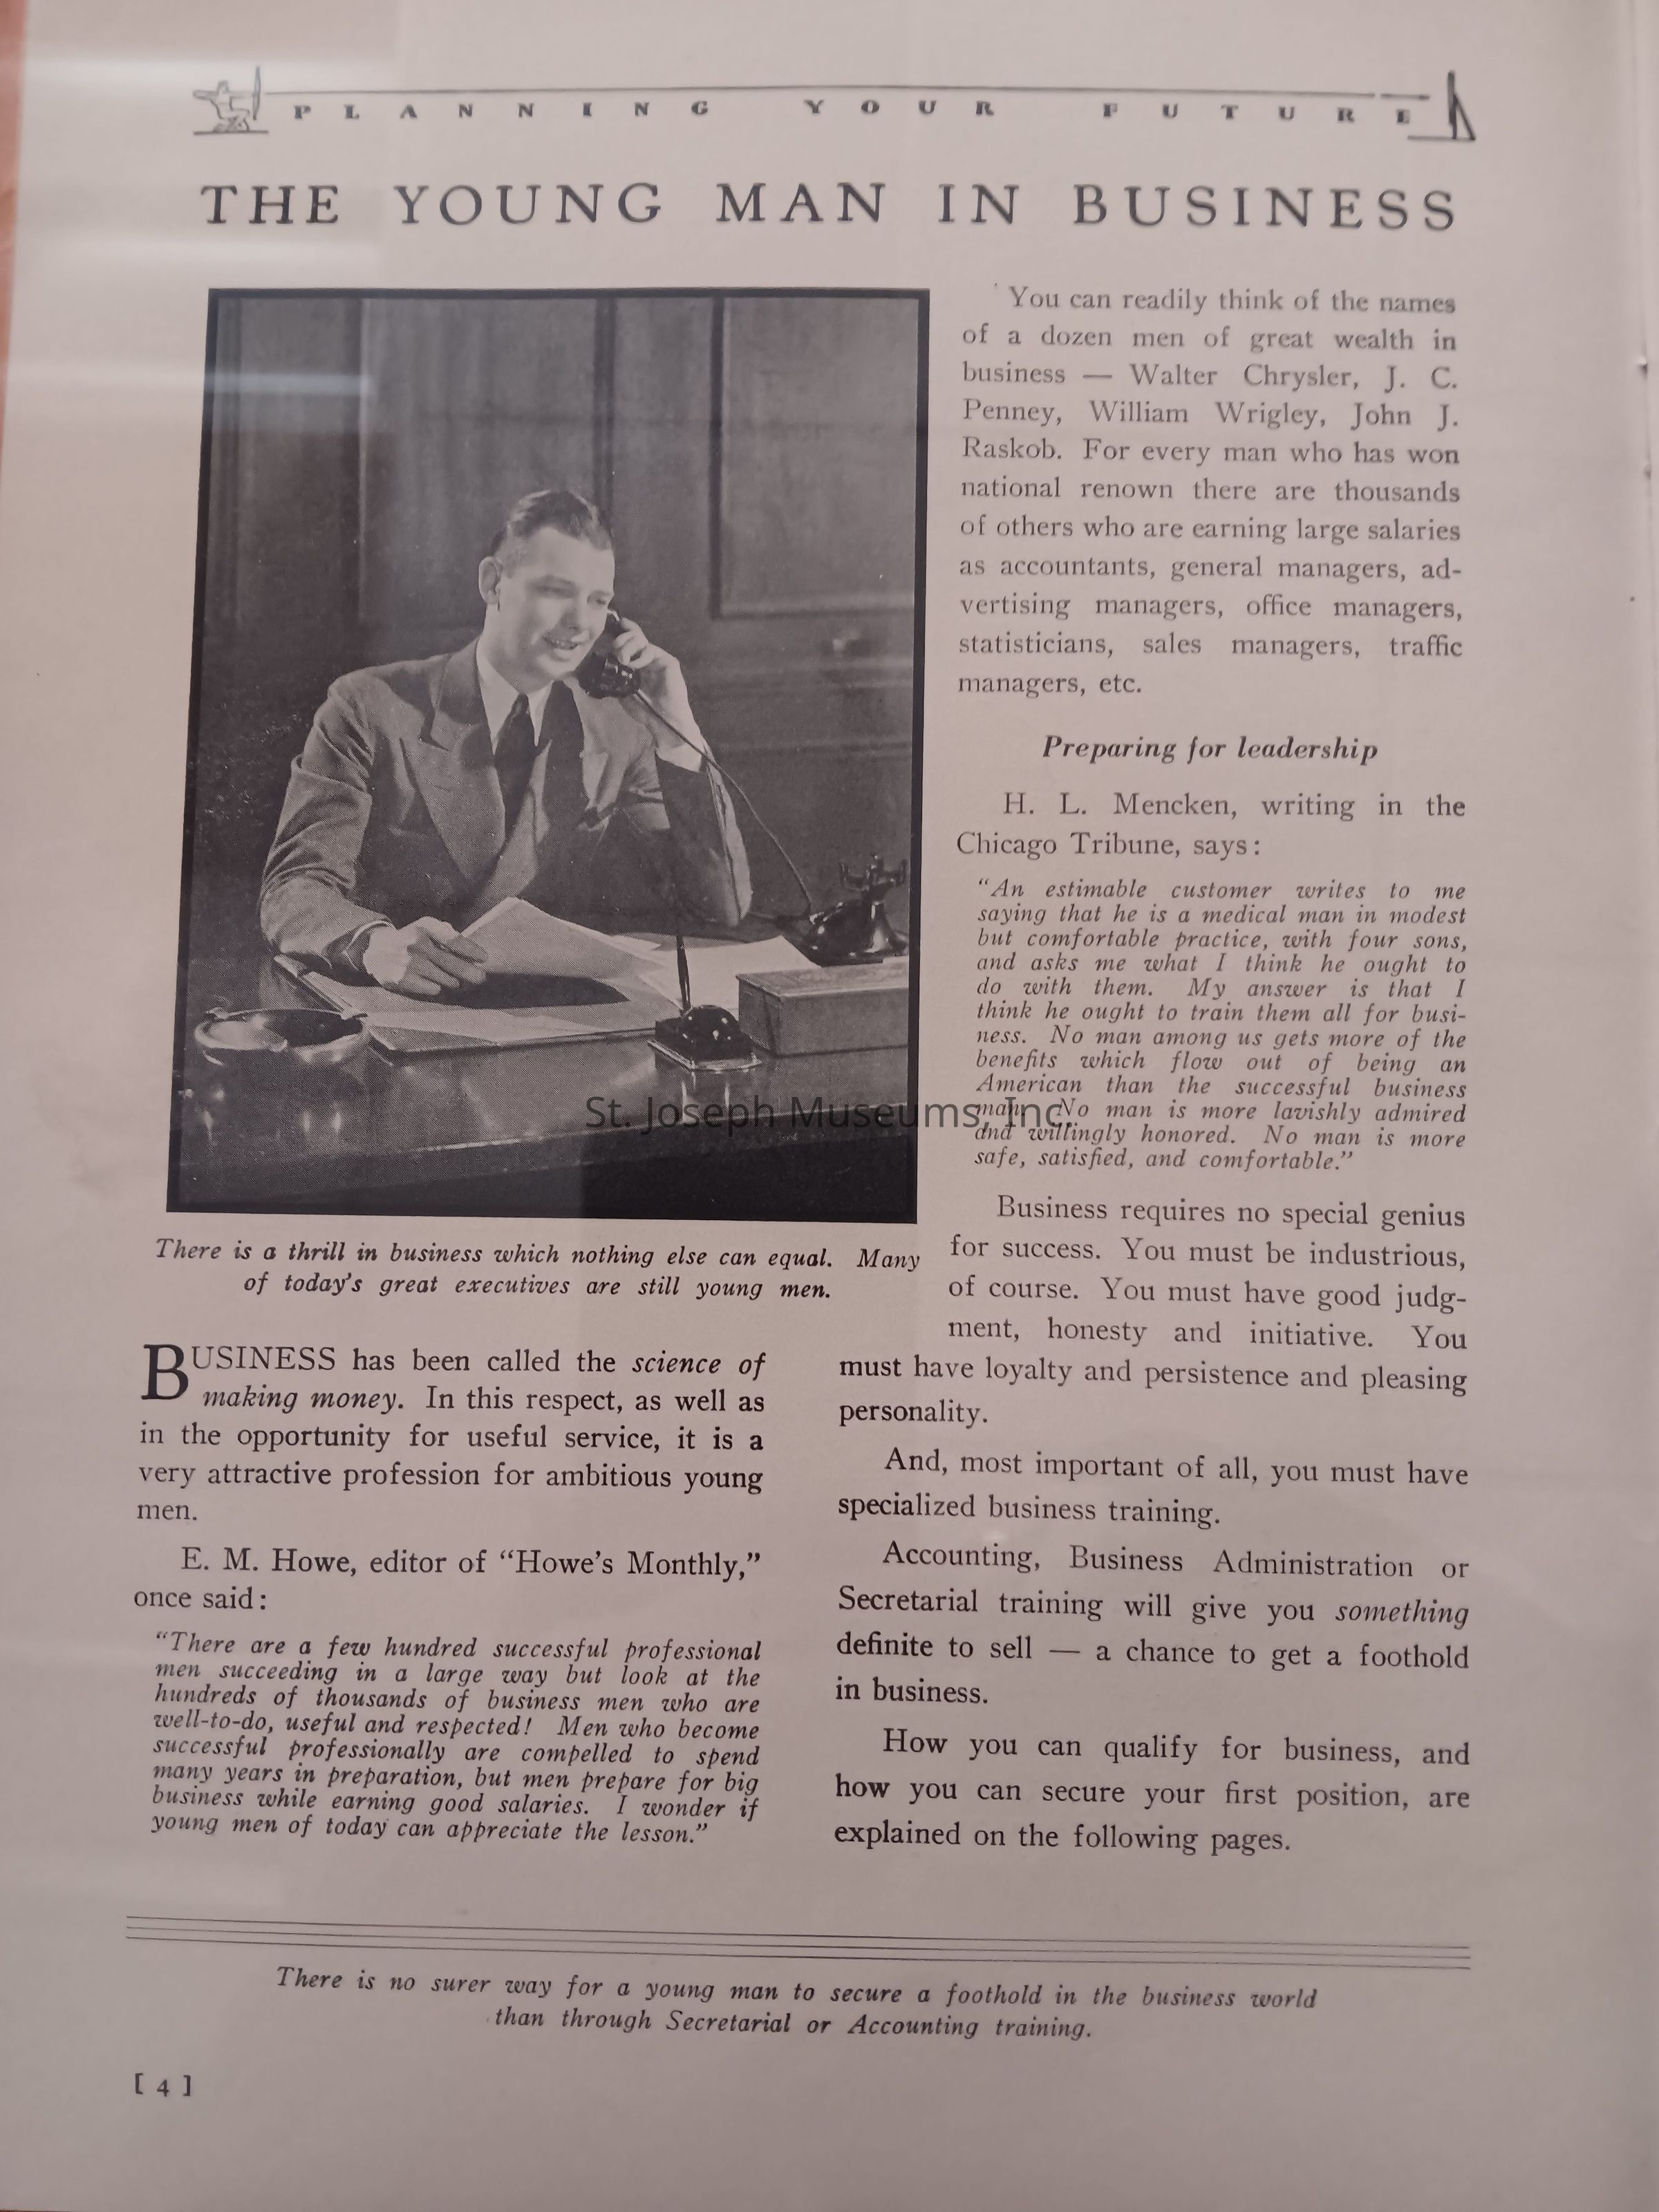 PLANNING YOUR FUTURE
THE YOUNG MAN IN BUSINESS
There is a thrill in business which nothing else can equal. Many
of today's great executives are still young men.
BUSINESS has been called the science of
making money. In this respect, as well as
in the opportunity for useful service, it is a
very attractive profession for ambitious young
men.
E. M. Howe, editor of “Howe's Monthly,”
once said:
“There are a few hundred successful professional
men succeeding in a large way but look at the
hundreds of thousands of business men who are
well-to-do, useful and respected! Men who become
successful professionally are compelled to spend
many years in preparation, but men prepare for big
business while earning good salaries. I wonder if
young men of today can appreciate the lesson.”
You can readily think of the names
of a dozen men of great wealth in
business — Walter Chrysler, J. C.
Penney, William Wrigley, John J.
Raskob. For every man who has won
national renown there are thousands
of others who are earning large salaries
as accountants, general managers, ad-
vertising managers, office managers,
statisticians, sales managers, traffic
managers, etc.
Preparing for leadership
H. L. Mencken, writing in the
Chicago Tribune, says:
“An estimable customer writes to me
saying that he is a medical man in modest
but comfortable practice, with four sons,
and asks me what I think he ought to
do with them. My answer is that I
think he ought to train them all for busi-
ness. No man among us gets more of the
benefits which flow out of being an
American than the successful business
man. No man is more lavishly admired
and willingly honored. No man is more
safe, satisfied, and comfortable.”
Business requires no special genius
for success. You must be industrious,
of course. You must have good judg-
ment, honesty and initiative. You
must have loyalty and persistence and pleasing
personality.
And, most important of all, you must have
specialized business training.
Accounting, Business Administration or
Secretarial training will give you something
definite to sell — a chance to get a foothold
in business.
How you can qualify for business, and
how you can secure your first position, are
explained on the following pages.
There is no surer way for a young man to secure a foothold in the business world
than through Secretarial or Accounting training.
[ 4 ]
St. Joseph Museums, Inc.